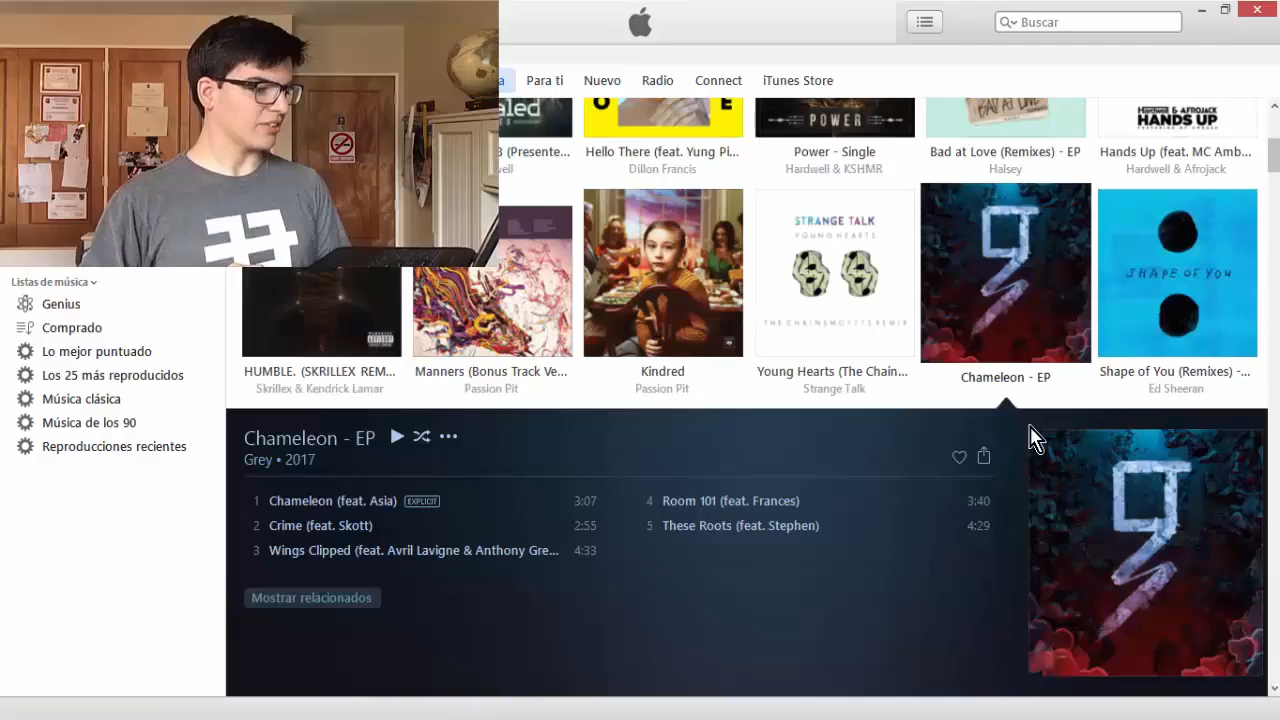 Buscar
a Para ti Nuevo Radio Connect iTunes Store
aled
O E
POWER
BAD AT LOVE
HARDWELL & AFROJACK
HANDS UP
3 (Presente... Hello There (feat. Yung Pi... Power - Single Bad at Love (Remixes) - EP Hands Up (feat. MC Amb...
well Dillon Francis Hardwell & KSHMR Halsey Hardwell & Afrojack
STRANGE TALK
YOUNG HEARTS
THE CHAINSMOKERS REMIX
SHAPE OF YOU
Listas de música
Genius
Comprado
Lo mejor puntuado
Los 25 más reproducidos
Música clásica
Música de los 90
Reproducciones recientes
HUMBLE. (SKRILLEX REM... Manners (Bonus Track Ve... Kindred Young Hearts (The Chain... Chameleon - EP Shape of You (Remixes) -...
Skrillex & Kendrick Lamar Passion Pit Passion Pit Strange Talk Ed Sheeran
Chameleon - EP
Grey • 2017
1 Chameleon (feat. Asia) EXPLICIT 3:07
2 Crime (feat. Skott) 2:55
3 Wings Clipped (feat. Avril Lavigne & Anthony Gre... 4:33
4 Room 101 (feat. Frances) 3:40
5 These Roots (feat. Stephen) 4:29
Mostrar relacionados